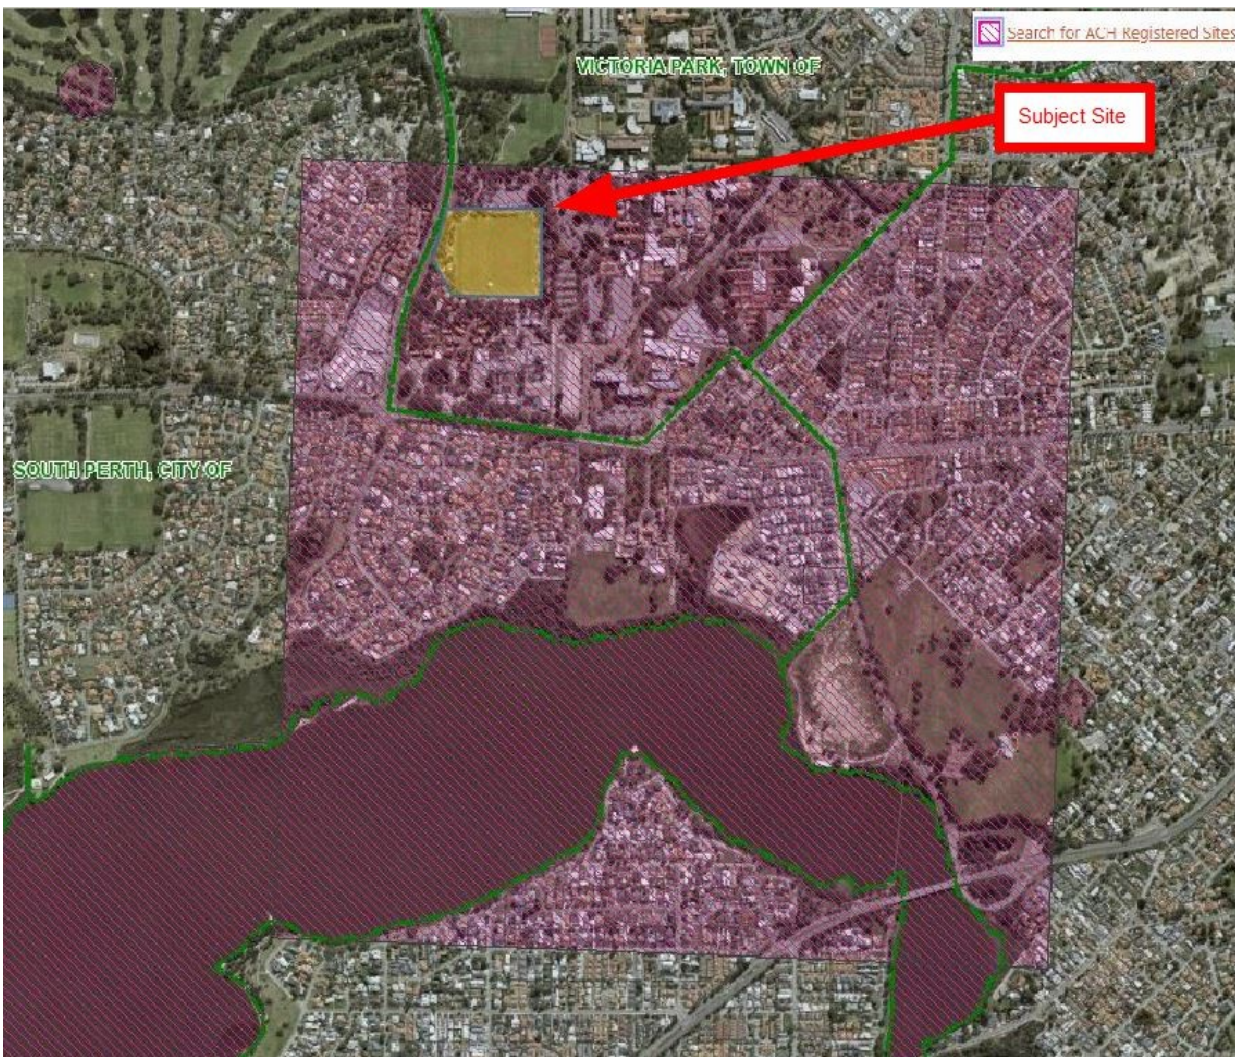 Search for ACH Registered Sites
VICTORIA PARK, TOWN OF
Subject Site
SOUTH PERTH, CITY OF